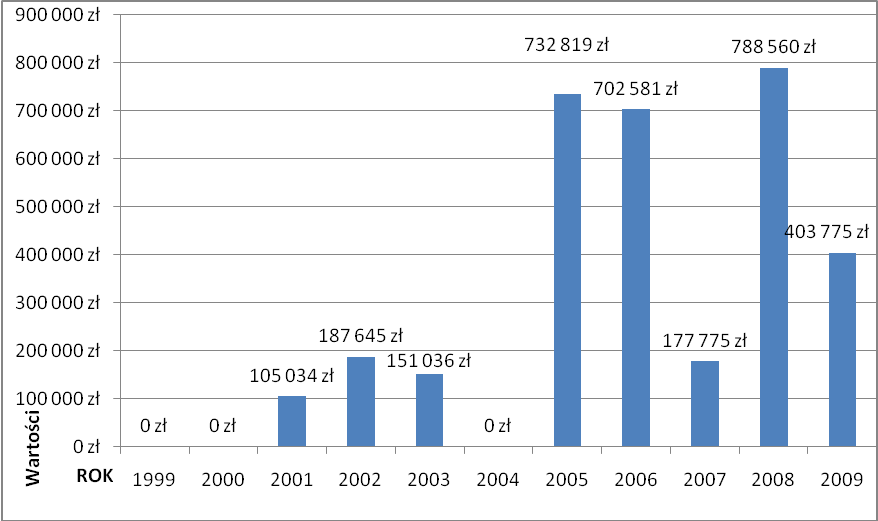 900 000 zł
800 000 zł
700 000 zł
600 000 zł
500 000 zł
400 000 zł
300 000 zł
200 000 zł
100 000 zł
0 zł
Wartości
0 zł
0 zł
105 034 zł
187 645 zł
151 036 zł
0 zł
732 819 zł
702 581 zł
177 775 zł
788 560 zł
403 775 zł
ROK 1999 2000 2001 2002 2003 2004 2005 2006 2007 2008 2009